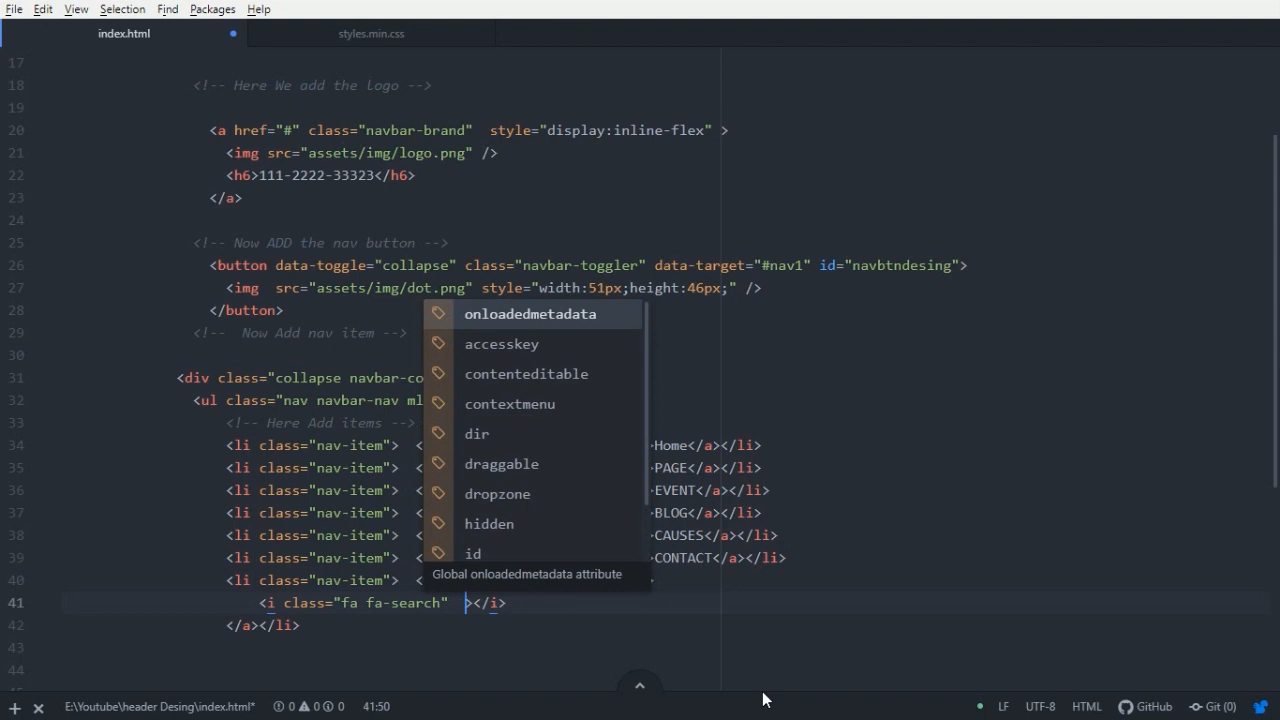 File Edit View Selection Find Packages Help
index.html styles.min.css
17
18 <!-- Here We add the logo -->
19
20 <a href="#" class="navbar-brand"  style="display:inline-flex" >
21 <img src="assets/img/logo.png" />
22 <h6>111-2222-33323</h6>
23 </a>
24
25 <!-- Now ADD the nav button -->
26 <button data-toggle="collapse" class="navbar-toggler" data-target="#nav1" id="navbtndesing">
27 <img  src="assets/img/dot.png" style="width:51px;height:46px;" />
28 </button>
29 <!--  Now Add nav item -->
30
31 <div class="collapse navbar-co
32 <ul class="nav navbar-nav ml
33 <!-- Here Add items -->
34 <li class="nav-item">  < >Home</a></li>
35 <li class="nav-item">  < >PAGE</a></li>
36 <li class="nav-item">  < >EVENT</a></li>
37 <li class="nav-item">  < >BLOG</a></li>
38 <li class="nav-item">  < >CAUSES</a></li>
39 <li class="nav-item">  < >CONTACT</a></li>
40 <li class="nav-item">  < >
41 <i class="fa fa-search"  ></i>
42 </a></li>
43
44
onloadedmetadata
accesskey
contenteditable
contextmenu
dir
draggable
dropzone
hidden
id
Global onloadedmetadata attribute
E:\Youtube\header Desing\index.html* 0 0 0 41:50 LF UTF-8 HTML GitHub Git (0)